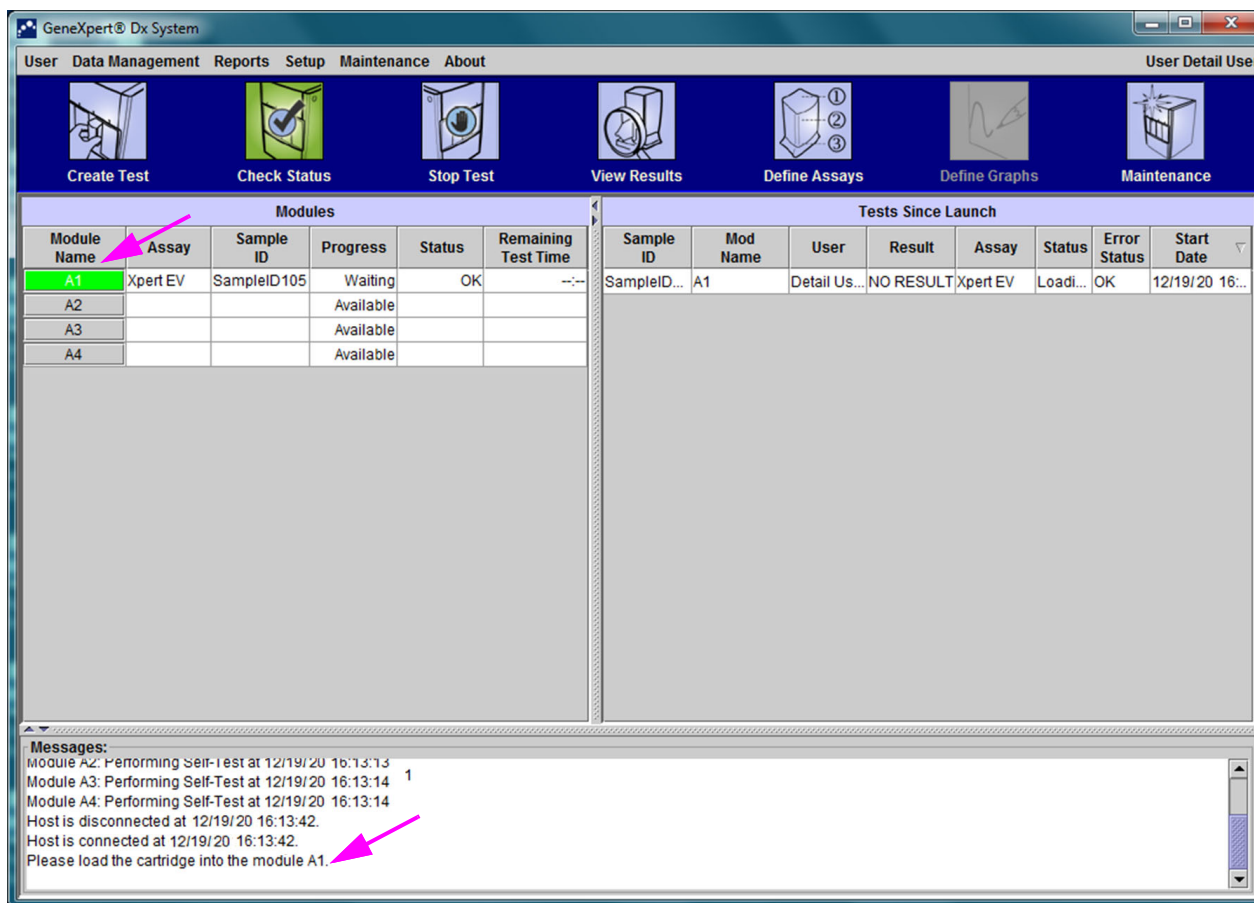 GeneXpert® Dx System
User Data Management Reports Setup Maintenance About User Detail Use
Create Test Check Status Stop Test View Results Define Assays Define Graphs Maintenance
① ② ③
Modules
Module Name Assay Sample ID Progress Status Remaining Test Time
A1 Xpert EV SampleID105 Waiting OK --:--
A2 Available
A3 Available
A4 Available
Tests Since Launch
Sample ID Mod Name User Result Assay Status Error Status Start Date
SampleID... A1 Detail Us... NO RESULT Xpert EV Loadi... OK 12/19/20 16:..
Messages:
Module A2: Performing Self-Test at 12/19/20 16:13:13
Module A3: Performing Self-Test at 12/19/20 16:13:14 1
Module A4: Performing Self-Test at 12/19/20 16:13:14
Host is disconnected at 12/19/20 16:13:42.
Host is connected at 12/19/20 16:13:42.
Please load the cartridge into the module A1.